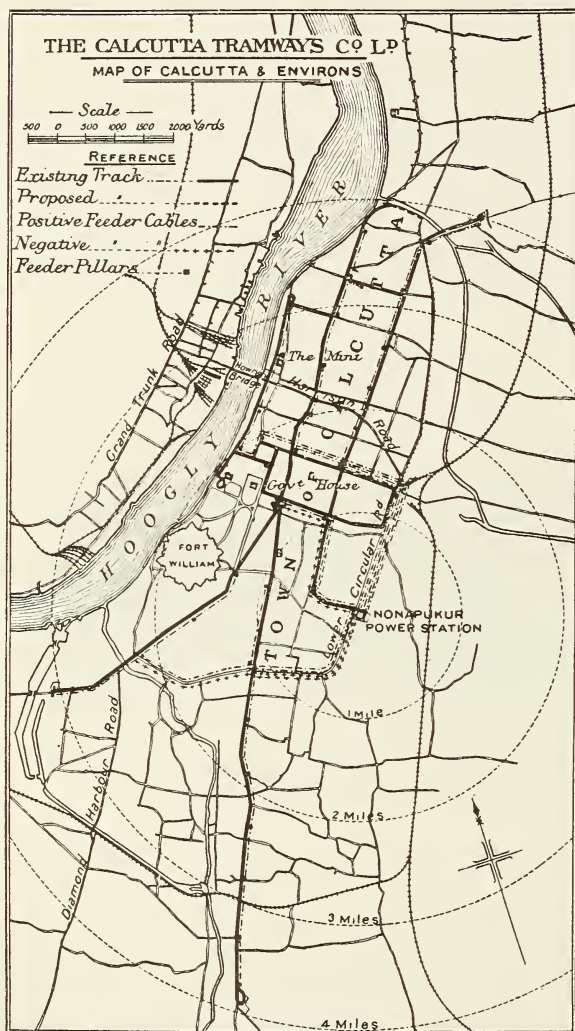 THE CALCUTTA TRAMWAYS Co. LD
MAP OF CALCUTTA & ENVIRONS
Scale
500 0 500 1000 1500 2000 Yards
REFERENCE
Existing Track
Proposed "
Positive Feeder Cables
Negative " "
Feeder Pillars
RIVER
HOOGLY
Grand Trunk Road
Howrah Bridge
The Mint
Harrison Road
TOWN OF CALCUTTA
Govt House
FORT WILLIAM
Lower Circular Rd
NONAPUKUR
POWER STATION
1 Mile
Diamond Harbour Road
2 Miles
3 Miles
4 Miles